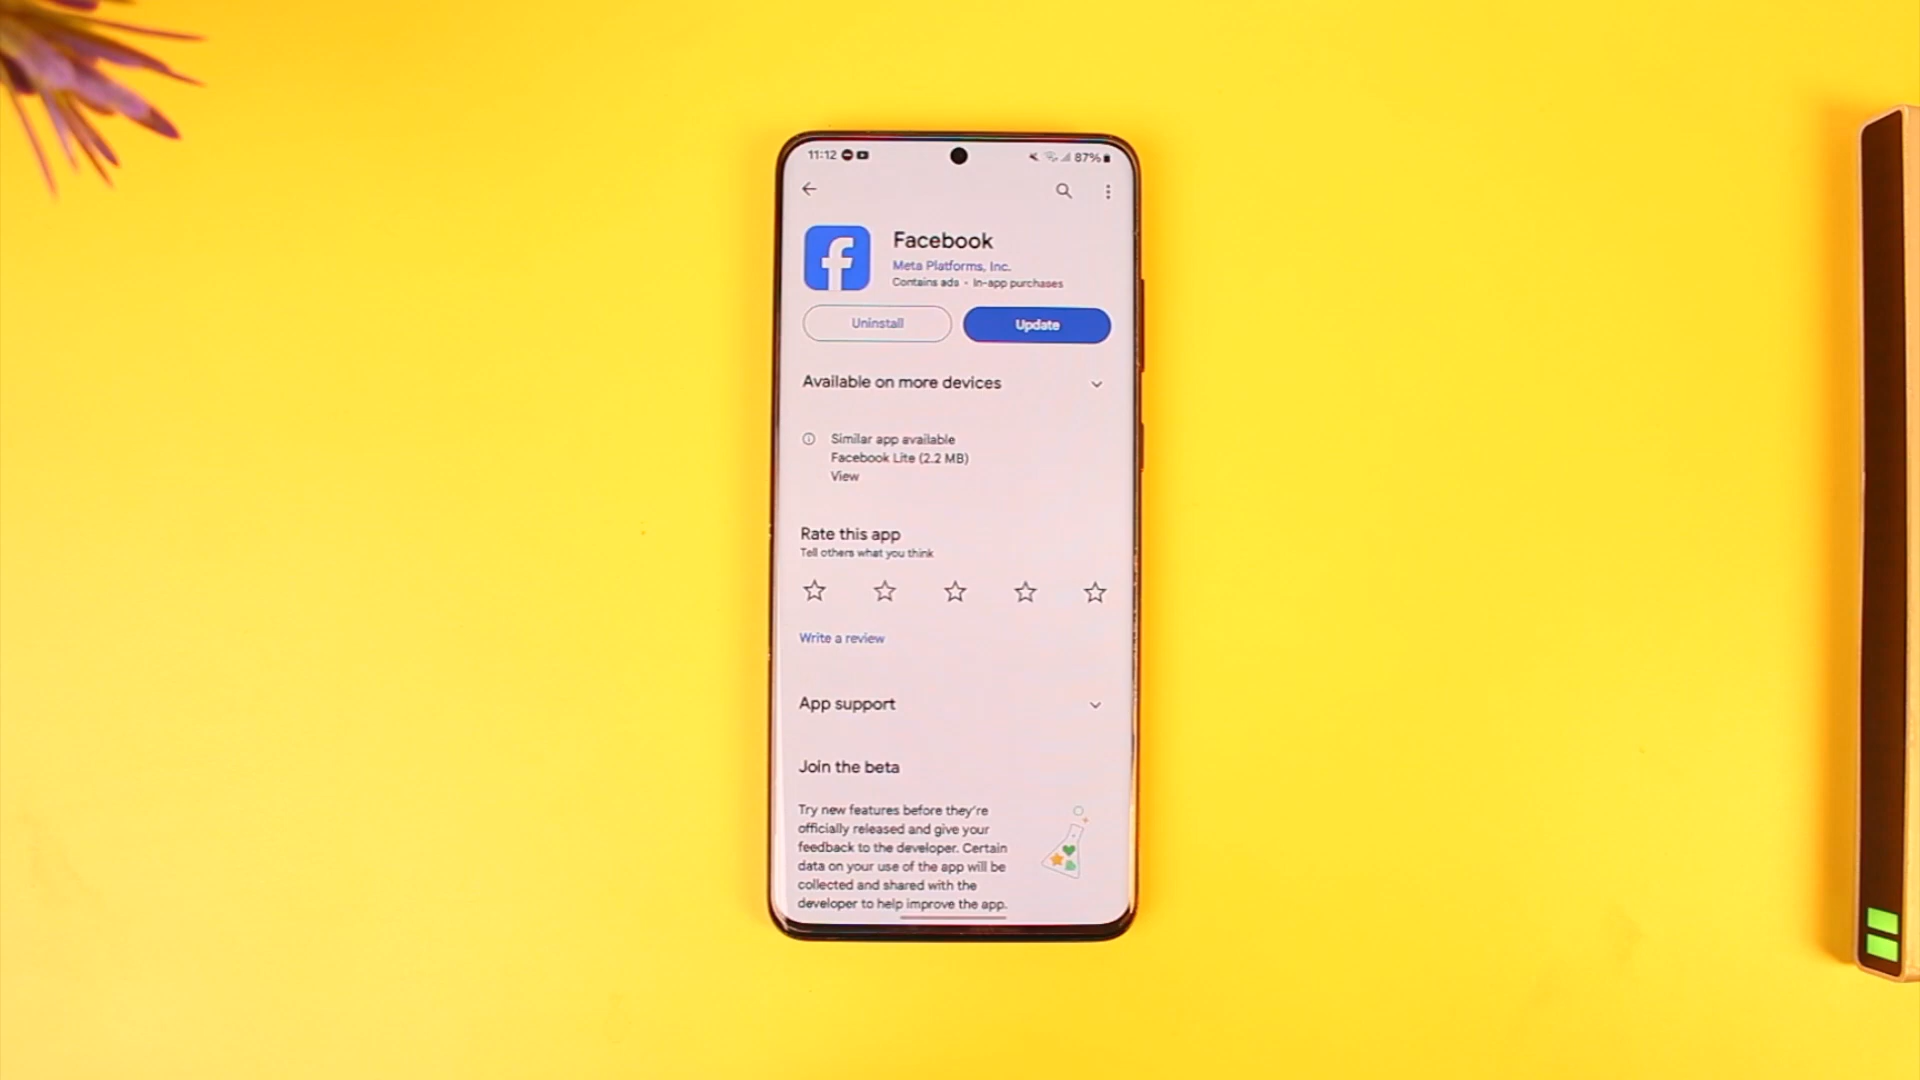 11:12
87%
Facebook
Meta Platforms, Inc.
Contains ads • In-app purchases
Uninstall
Update
Available on more devices
Similar app available
Facebook Lite (2.2 MB)
View
Rate this app
Tell others what you think
Write a review
App support
Join the beta
Try new features before they're
officially released and give your
feedback to the developer. Certain
data on your use of the app will be
collected and shared with the
developer to help improve the app.